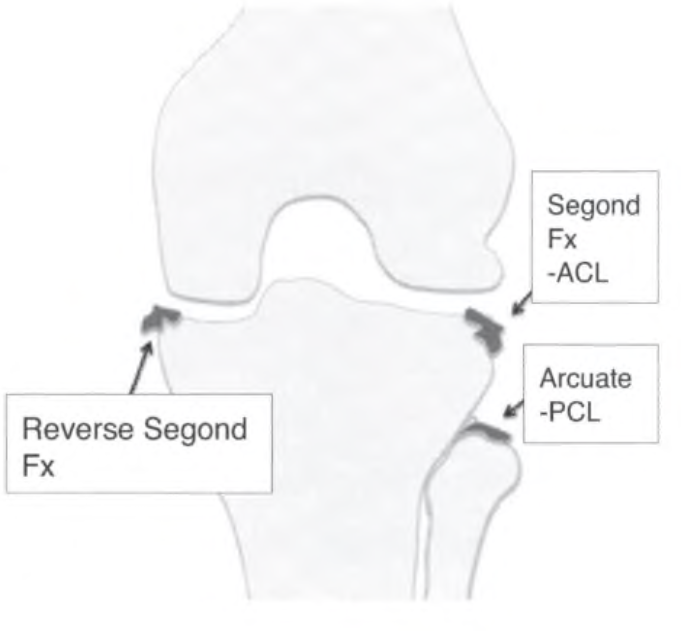 Segond
Fx
-ACL
Arcuate
-PCL
Reverse Segond
Fx